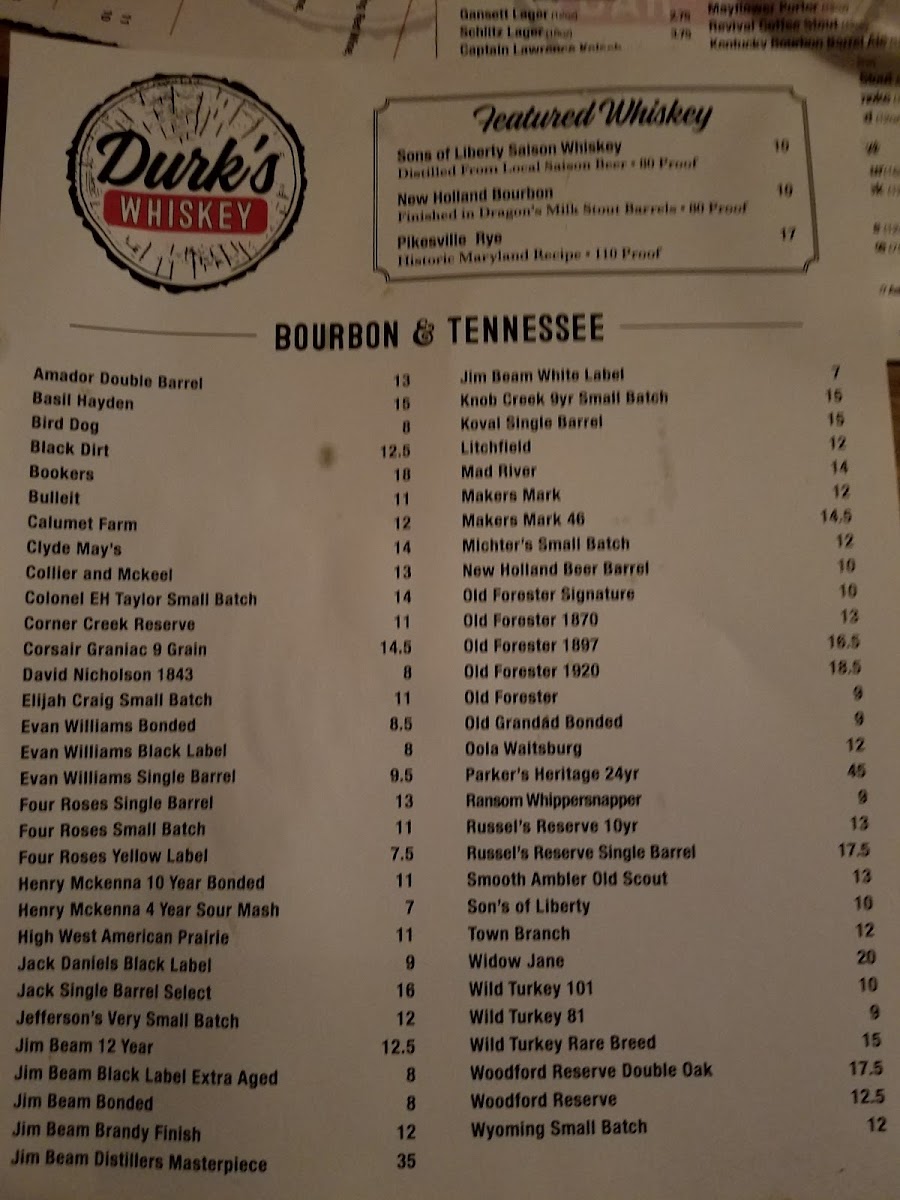 Gansett Lager
Schlitz Lager
3.75
Captain Lawrence Kolsch
Mayflower Porter
Revival Coffee Stout
Kentucky Bourbon Barrel Ale
Durk's
WHISKEY
Featured Whiskey
Sons of Liberty Saison Whiskey 10
Distilled From Local Saison Beer • 80 Proof
New Holland Bourbon 10
Finished in Dragon's Milk Stout Barrels • 80 Proof
Pikesville Rye 17
Historic Maryland Recipe • 110 Proof
BOURBON & TENNESSEE
Amador Double Barrel 13
Basil Hayden 15
Bird Dog 8
Black Dirt 12.5
Bookers 18
Bulleit 11
Calumet Farm 12
Clyde May's 14
Collier and Mckeel 13
Colonel EH Taylor Small Batch 14
Corner Creek Reserve 11
Corsair Graniac 9 Grain 14.5
David Nicholson 1843 8
Elijah Craig Small Batch 11
Evan Williams Bonded 8.5
Evan Williams Black Label 8
Evan Williams Single Barrel 9.5
Four Roses Single Barrel 13
Four Roses Small Batch 11
Four Roses Yellow Label 7.5
Henry Mckenna 10 Year Bonded 11
Henry Mckenna 4 Year Sour Mash 7
High West American Prairie 11
Jack Daniels Black Label 9
Jack Single Barrel Select 16
Jefferson's Very Small Batch 12
Jim Beam 12 Year 12.5
Jim Beam Black Label Extra Aged 8
Jim Beam Bonded 8
Jim Beam Brandy Finish 12
Jim Beam Distillers Masterpiece 35
Jim Beam White Label 7
Knob Creek 9yr Small Batch 15
Koval Single Barrel 15
Litchfield 12
Mad River 14
Makers Mark 12
Makers Mark 46 14.5
Michter's Small Batch 12
New Holland Beer Barrel 10
Old Forester Signature 10
Old Forester 1870 13
Old Forester 1897 16.5
Old Forester 1920 18.5
Old Forester 9
Old Grandad Bonded 9
Oola Waitsburg 12
Parker's Heritage 24yr 45
Ransom Whippersnapper 9
Russel's Reserve 10yr 13
Russel's Reserve Single Barrel 17.5
Smooth Ambler Old Scout 13
Son's of Liberty 10
Town Branch 12
Widow Jane 20
Wild Turkey 101 10
Wild Turkey 81 9
Wild Turkey Rare Breed 15
Woodford Reserve Double Oak 17.5
Woodford Reserve 12.5
Wyoming Small Batch 12